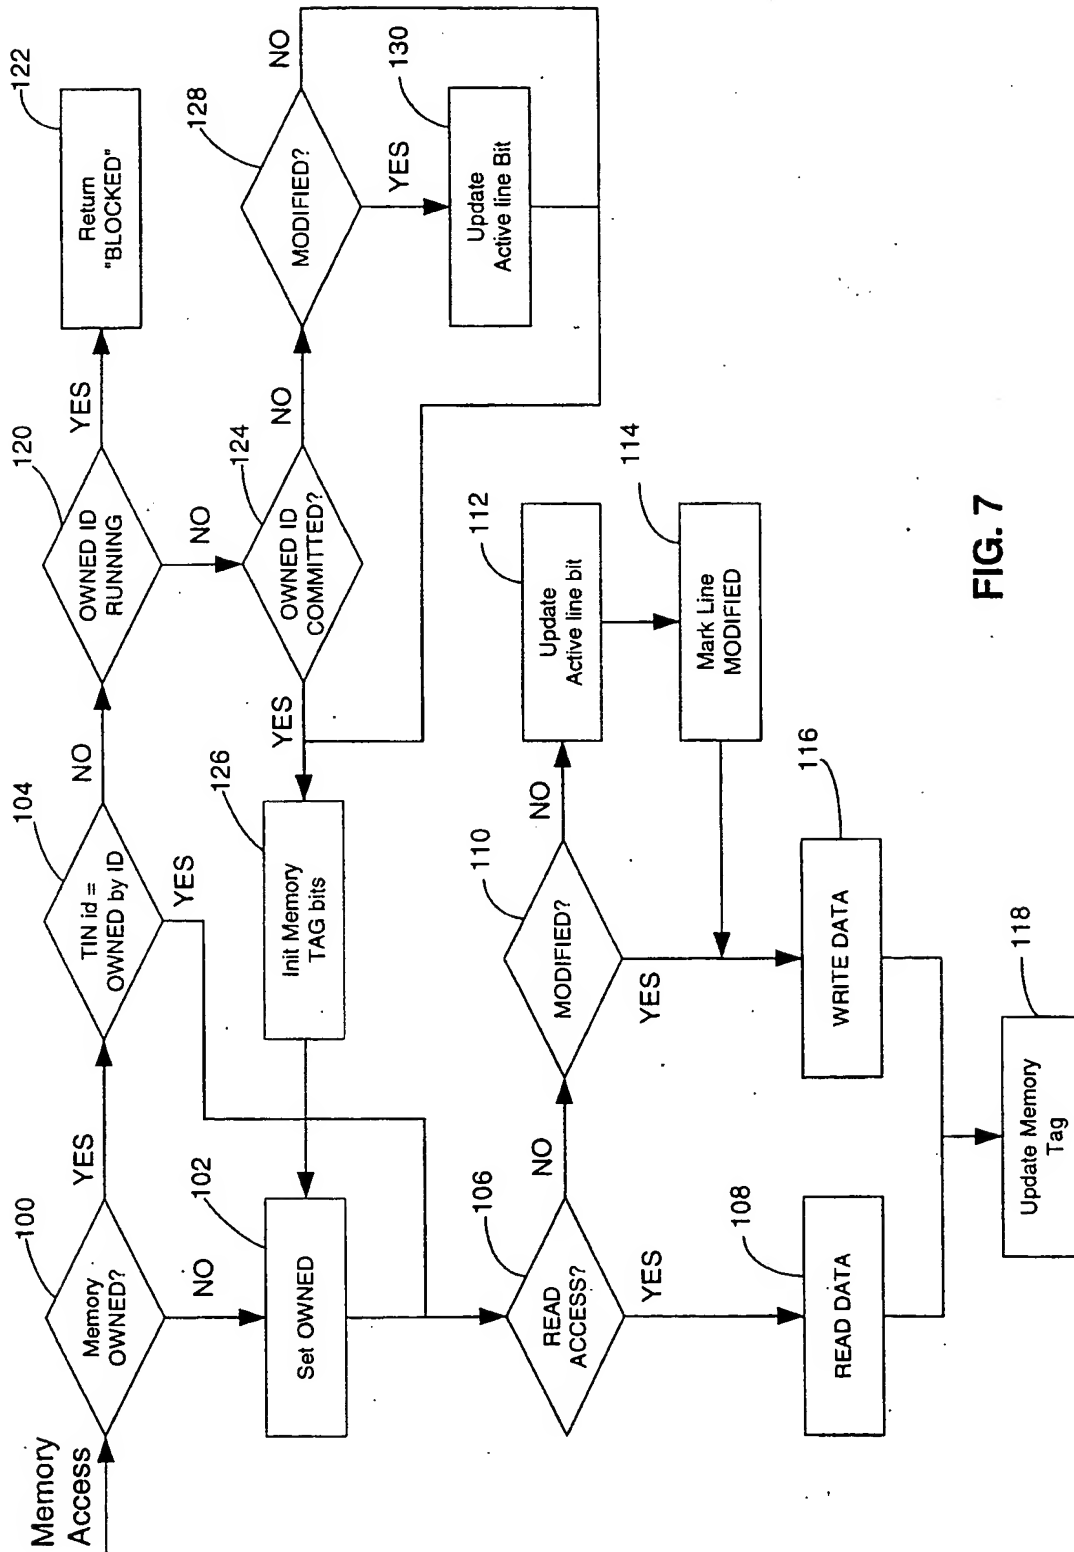 Memory
Access
100
Memory
OWNED?
YES
NO
104
TIN id =
OWNED by ID
NO
YES
120
OWNED ID
RUNNING
YES
NO
122
Return
"BLOCKED"
102
Set OWNED
126
Init Memory
TAG bits
YES
124
OWNED ID
COMMITTED?
NO
128
MODIFIED?
NO
YES
130
Update
Active line Bit
106
READ
ACCESS?
NO
YES
110
MODIFIED?
NO
YES
112
Update
Active line bit
114
Mark Line
MODIFIED
108
READ DATA
116
WRITE DATA
118
Update Memory
Tag
FIG. 7